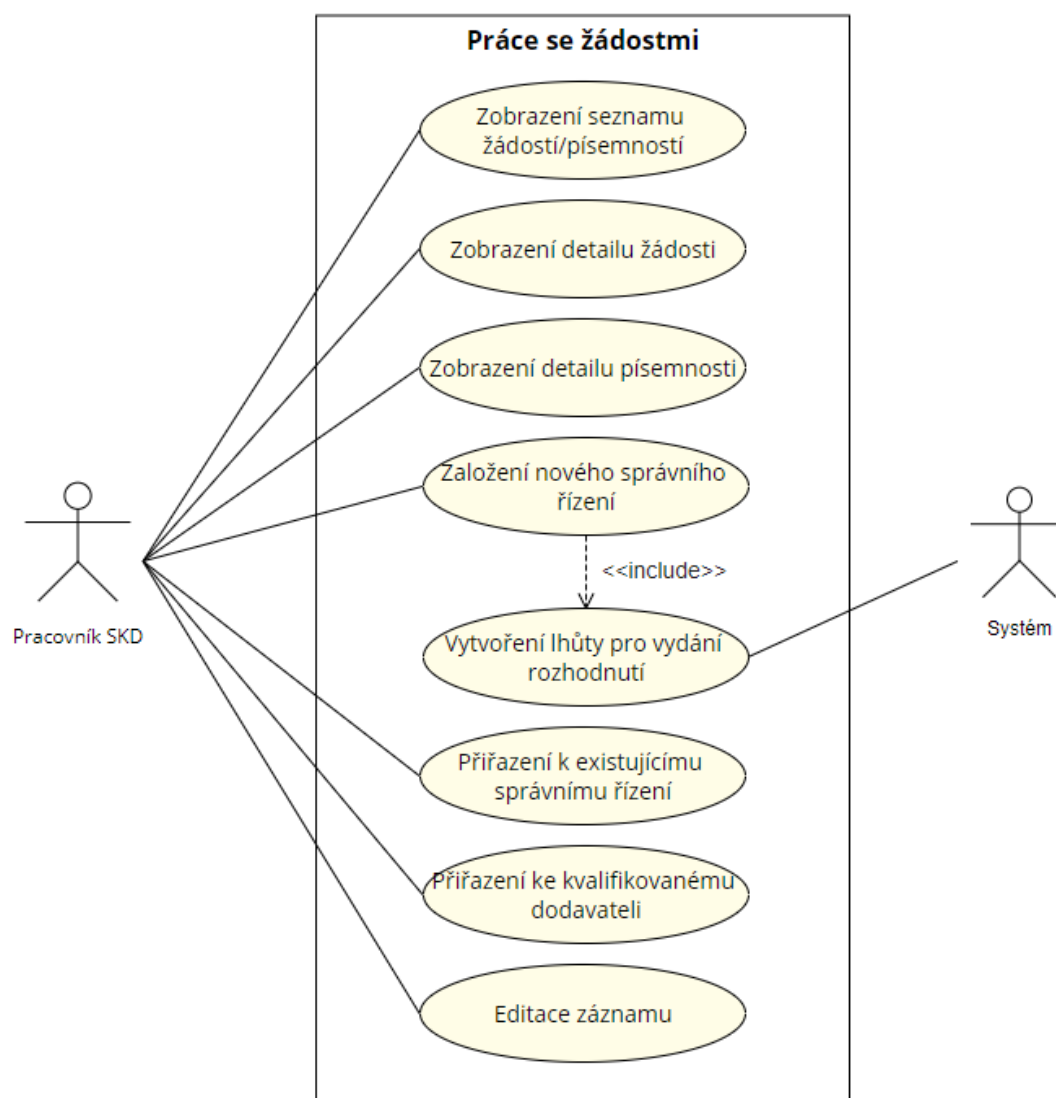 Práce se žádostmi
Zobrazení seznamu
žádostí/písemností
Zobrazení detailu žádosti
Zobrazení detailu písemnosti
Založení nového správního
řízení
<<include>>
Pracovník SKD
Systém
Vytvoření lhůty pro vydání
rozhodnutí
Přiřazení k existujícímu
správnímu řízení
Přiřazení ke kvalifikovanému
dodavateli
Editace záznamu